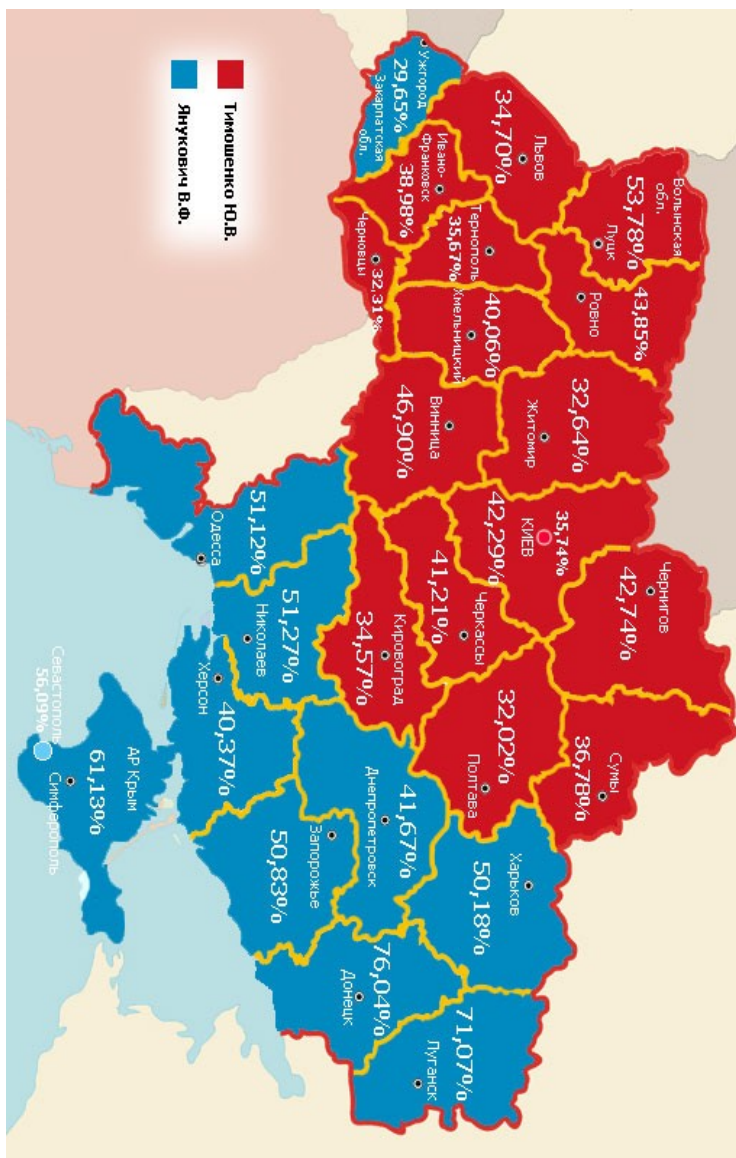 Волынская
обл.
53,78%
Луцк
43,85%
Ровно
Львов
34,70%
Ужгород
29,65%
Закарпатская
обл.
Ивано-
Франковск
38,98%
Тернополь
35,67%
Черновцы
32,31%
40,06%
Хмельницкий
32,64%
Житомир
46,90%
Винница
35,74%
КИЕВ
42,29%
Чернигов
42,74%
Черкассы
41,21%
Кировоград
34,57%
32,02%
Полтава
Сумы
36,78%
51,12%
Одесса
51,27%
Николаев
40,37%
Херсон
41,67%
Днепропетровск
Запорожье
50,83%
Харьков
50,18%
76,04%
Донецк
71,07%
Луганск
АР Крым
61,13%
Симферополь
Севастополь
56,09%
Тимошенко Ю.В.
Янукович В.Ф.